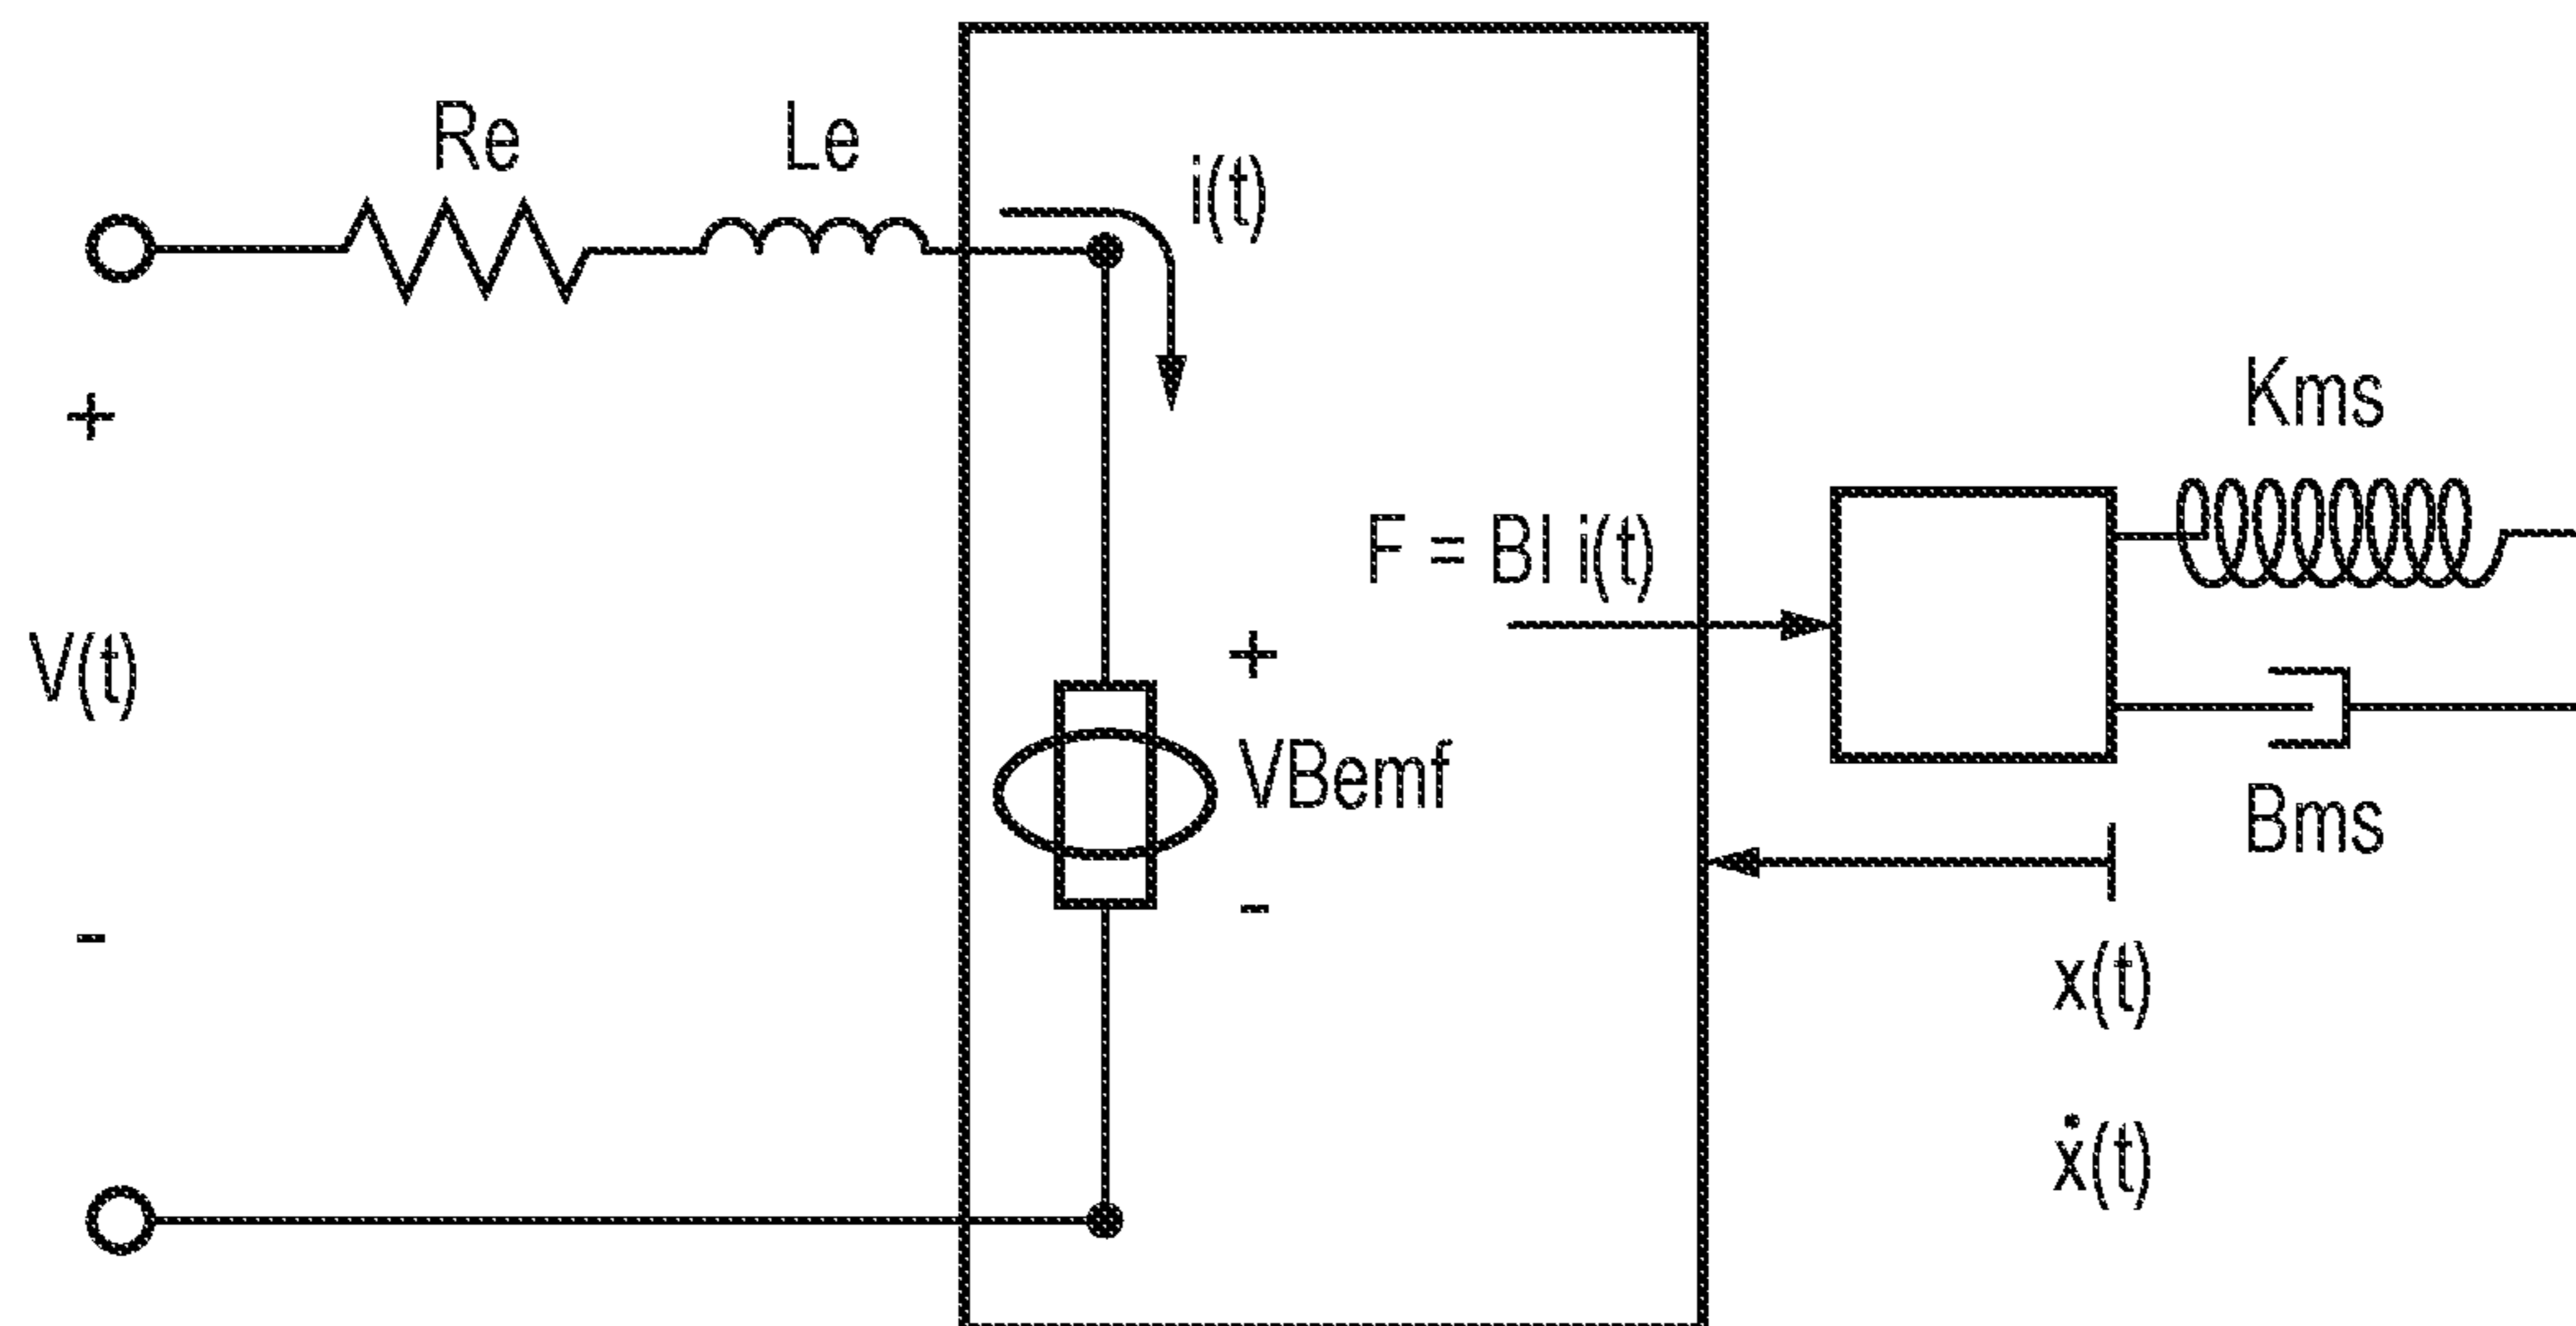 Re
Le
i(t)
+
V(t)
-
+
VBemf
-
F = Bl i(t)
Kms
Bms
x(t)
ẋ(t)